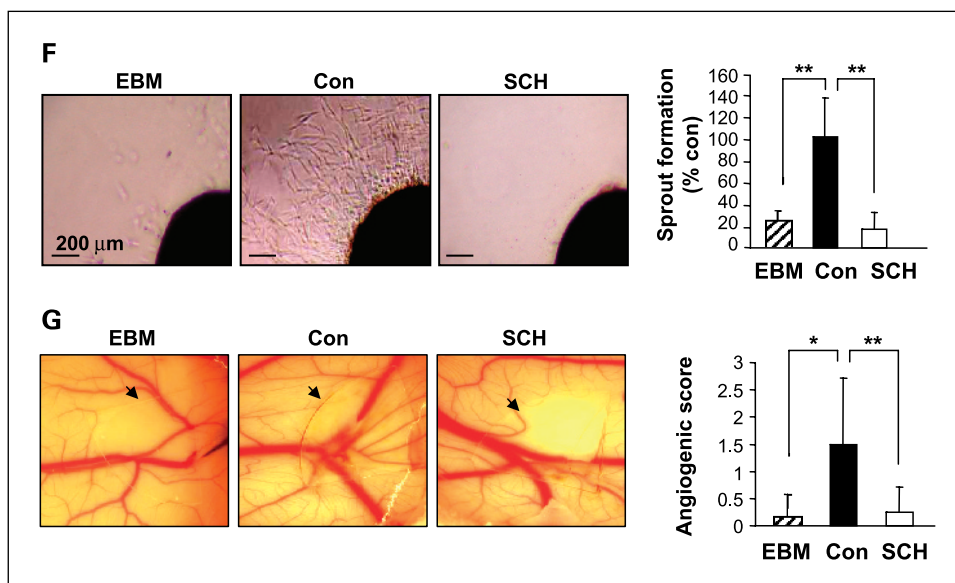 F
EBM Con SCH
200 μm
Sprout formation
(% con)
160
140
120
100
80
60
40
20
0
** **
EBM Con SCH
G
EBM Con SCH
Angiogenic score
3
2.5
2
1.5
1
0.5
0
* **
EBM Con SCH